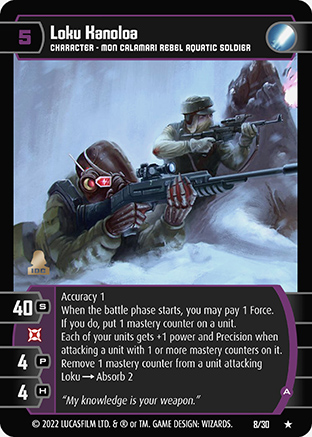 5
Loku Kanoloa
CHARACTER - MON CALAMARI REBEL AQUATIC SOLDIER
IDC
40 S
4 P
4 H
Accuracy 1
When the battle phase starts, you may pay 1 Force.
If you do, put 1 mastery counter on a unit.
Each of your units gets +1 power and Precision when
attacking a unit with 1 or more mastery counters on it.
Remove 1 mastery counter from a unit attacking
Loku → Absorb 2
"My knowledge is your weapon."
A
© 2022 LUCASFILM LTD. & ® or TM. GAME DESIGN: WIZARDS. 8/30 ★